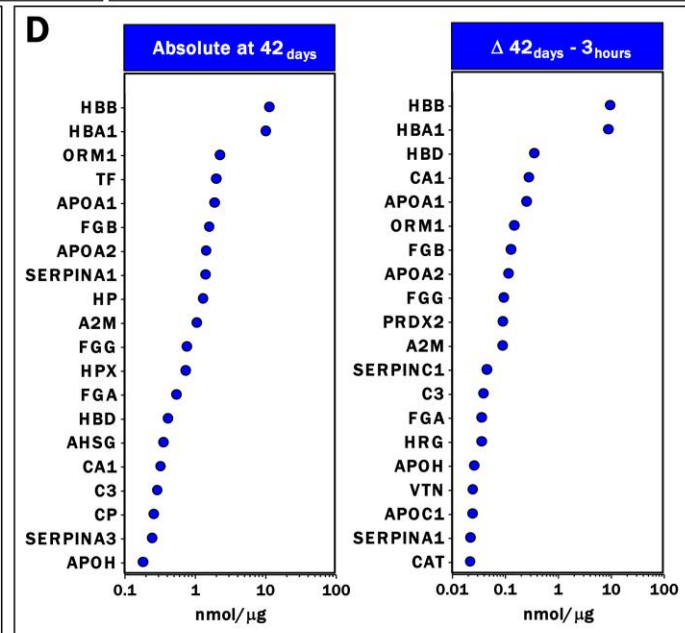 D
Absolute at 42 days
HBB
HBA1
ORM1
TF
APOA1
FGB
APOA2
SERPINA1
HP
A2M
FGG
HPX
FGA
HBD
AHSG
CA1
C3
CP
SERPINA3
APOH
0.1 1 10 100
nmol/μg
Δ 42days - 3hours
HBB
HBA1
HBD
CA1
APOA1
ORM1
FGB
APOA2
FGG
PRDX2
A2M
SERPINC1
C3
FGA
HRG
APOH
VTN
APOC1
SERPINA1
CAT
0.01 0.1 1 10 100
nmol/μg